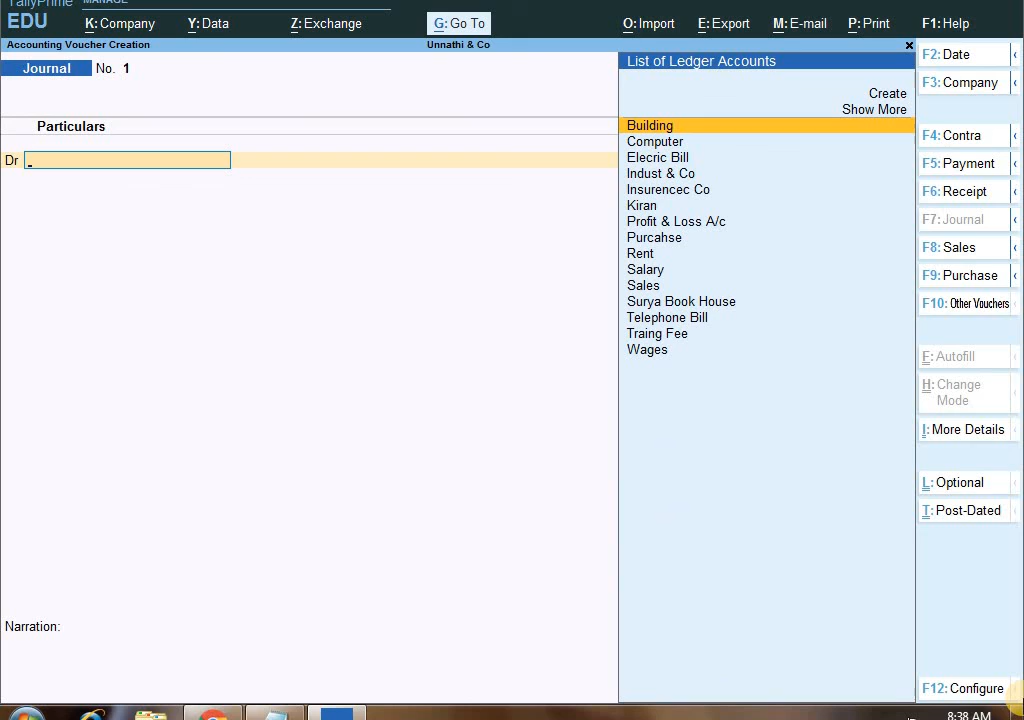 TallyPrime MANAGE
EDU
K: Company Y: Data Z: Exchange G: Go To O: Import E: Export M: E-mail P: Print F1: Help
Accounting Voucher Creation Unnathi & Co
Journal No. 1
Particulars
Dr
Narration:
List of Ledger Accounts
Create
Show More
Building
Computer
Elecric Bill
Indust & Co
Insurencec Co
Kiran
Profit & Loss A/c
Purcahse
Rent
Salary
Sales
Surya Book House
Telephone Bill
Traing Fee
Wages
F2: Date
F3: Company
F4: Contra
F5: Payment
F6: Receipt
F7: Journal
F8: Sales
F9: Purchase
F10: Other Vouchers
F: Autofill
H: Change
Mode
I: More Details
L: Optional
T: Post-Dated
F12: Configure
8:38 AM